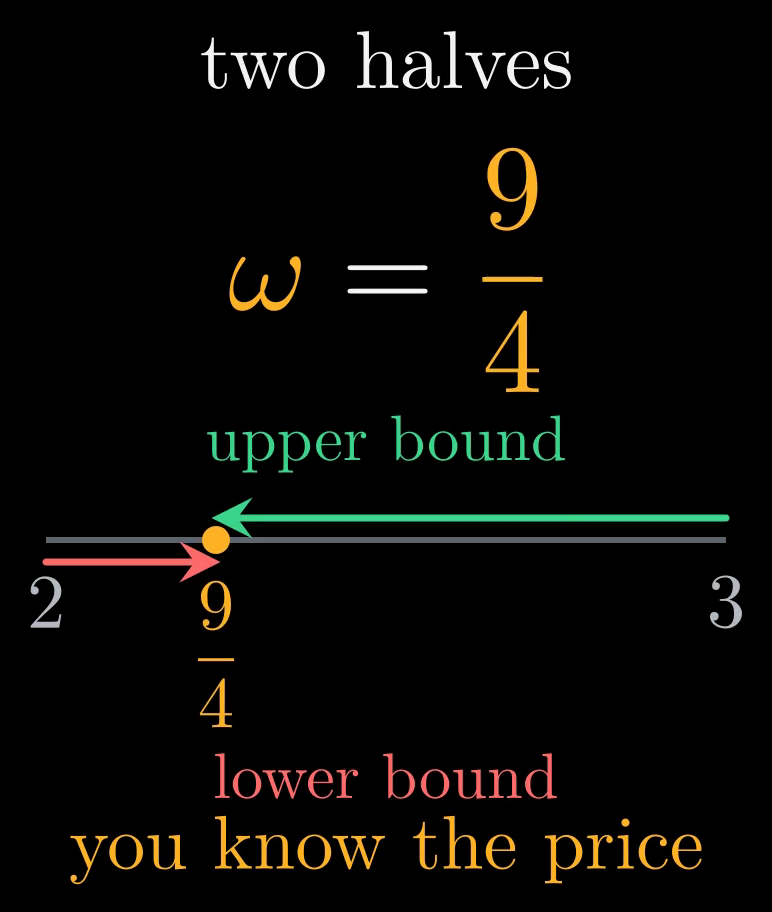 two halves
ω = 9/4
upper bound
2 3
9/4
lower bound
you know the price